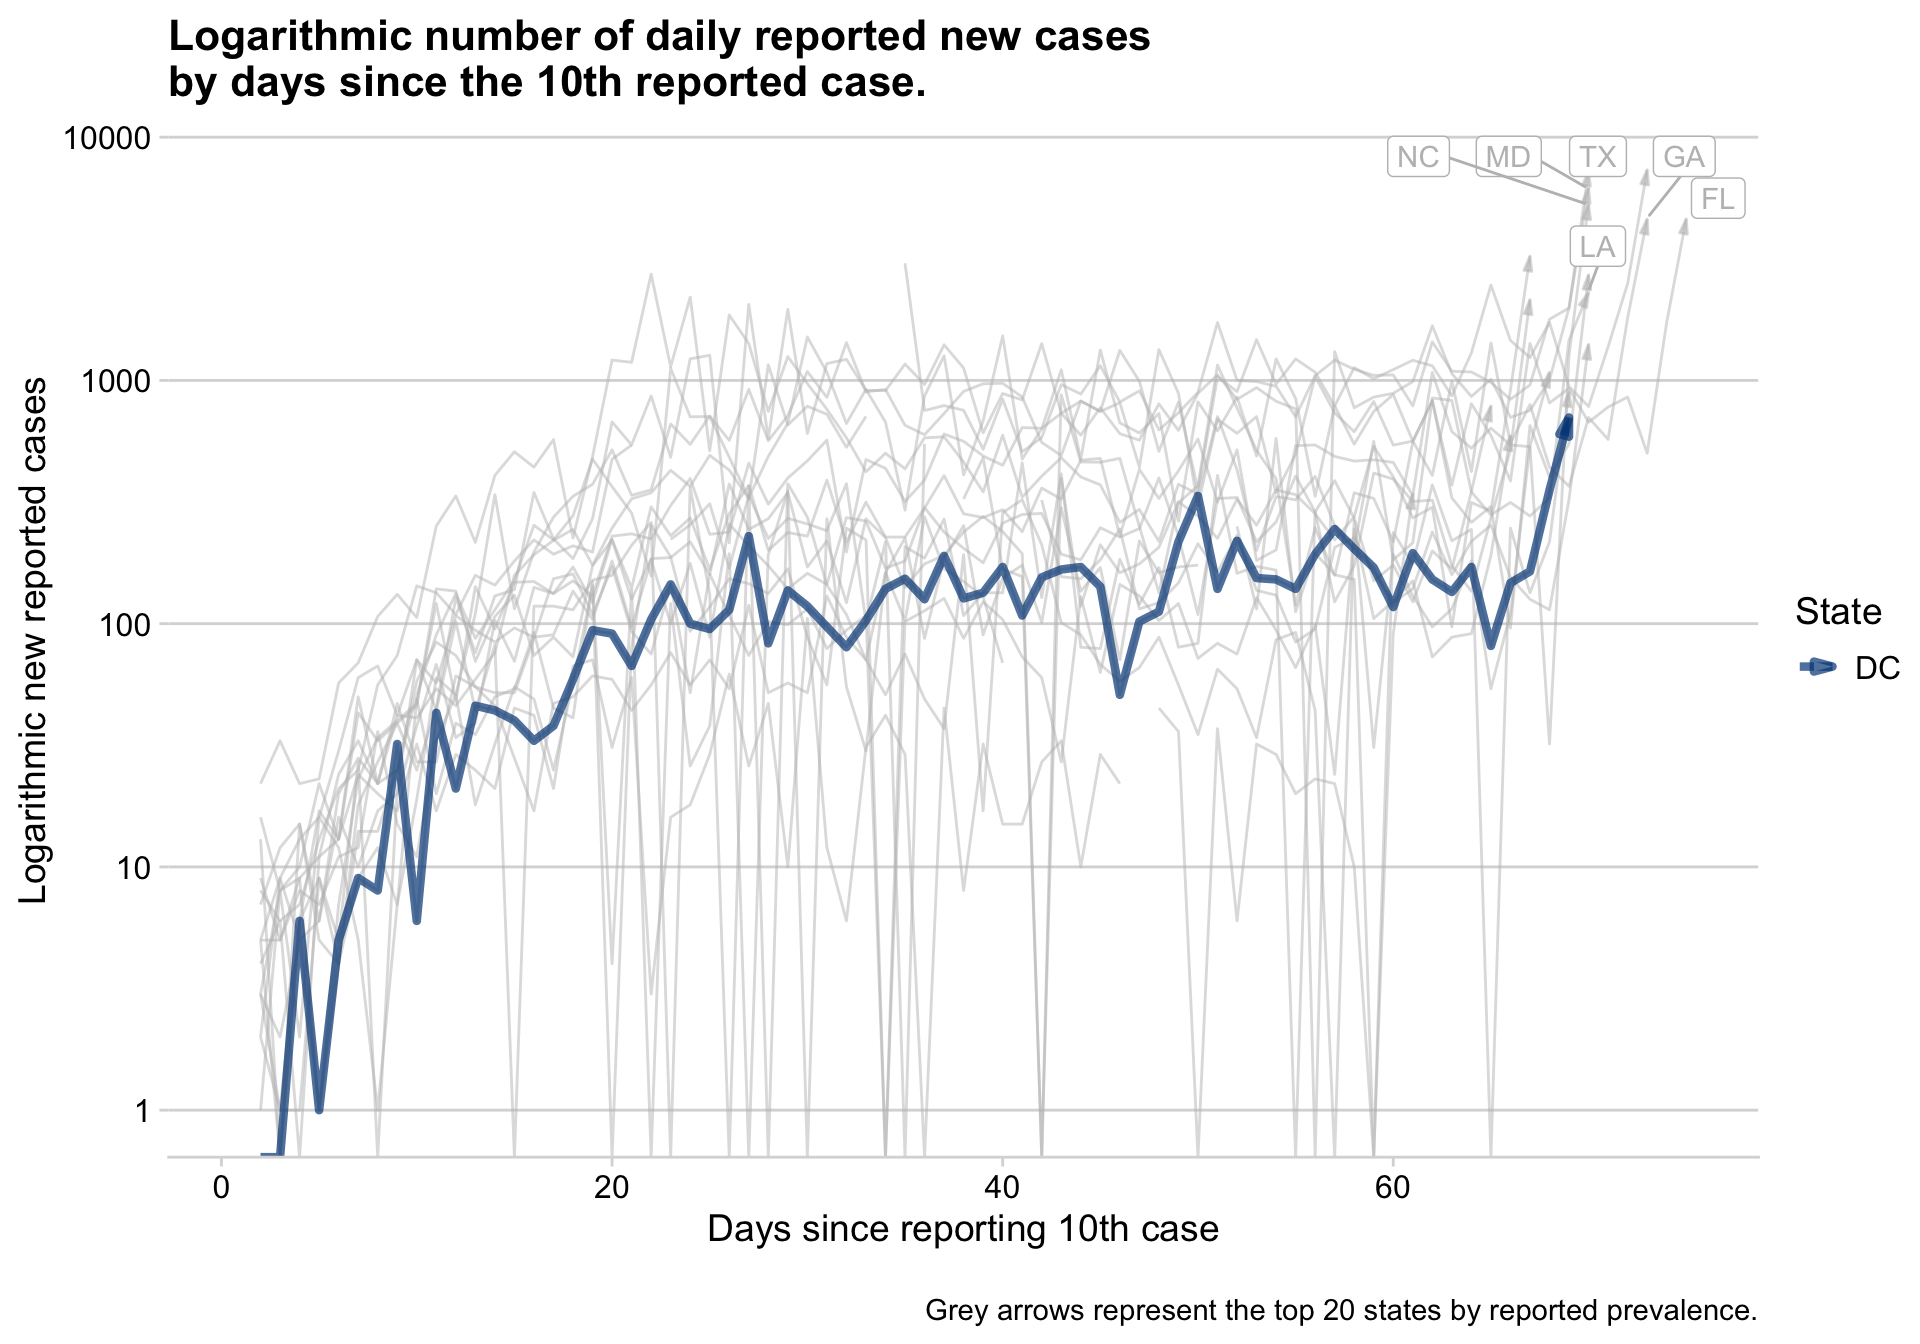 Logarithmic number of daily reported new cases
by days since the 10th reported case.
10000
1000
100
10
1
Logarithmic new reported cases
NC
MD
TX
GA
FL
LA
State
DC
0
20
40
60
Days since reporting 10th case
Grey arrows represent the top 20 states by reported prevalence.